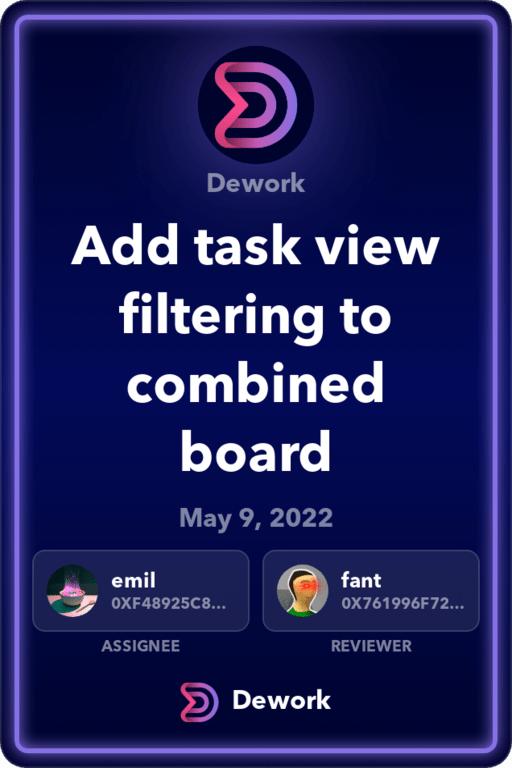 Dework
Add task view
filtering to
combined
board
May 9, 2022
emil
0XF48925C8...
ASSIGNEE
fant
0X761996F72...
REVIEWER
Dework